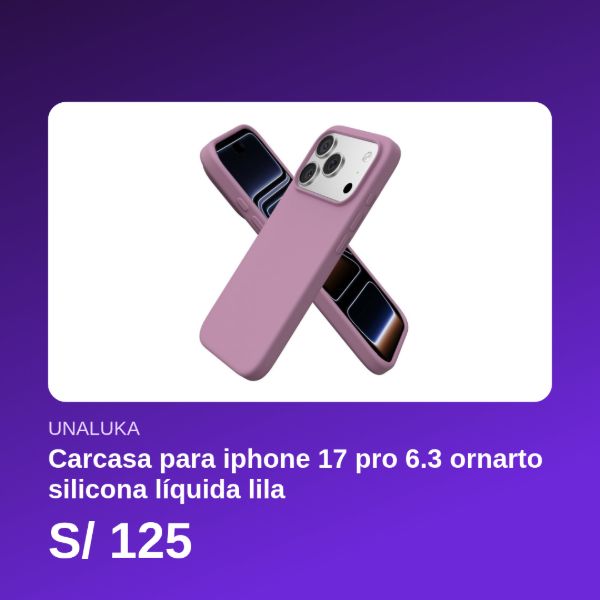 UNALUKA
Carcasa para iphone 17 pro 6.3 ornarto
silicona líquida lila
S/ 125